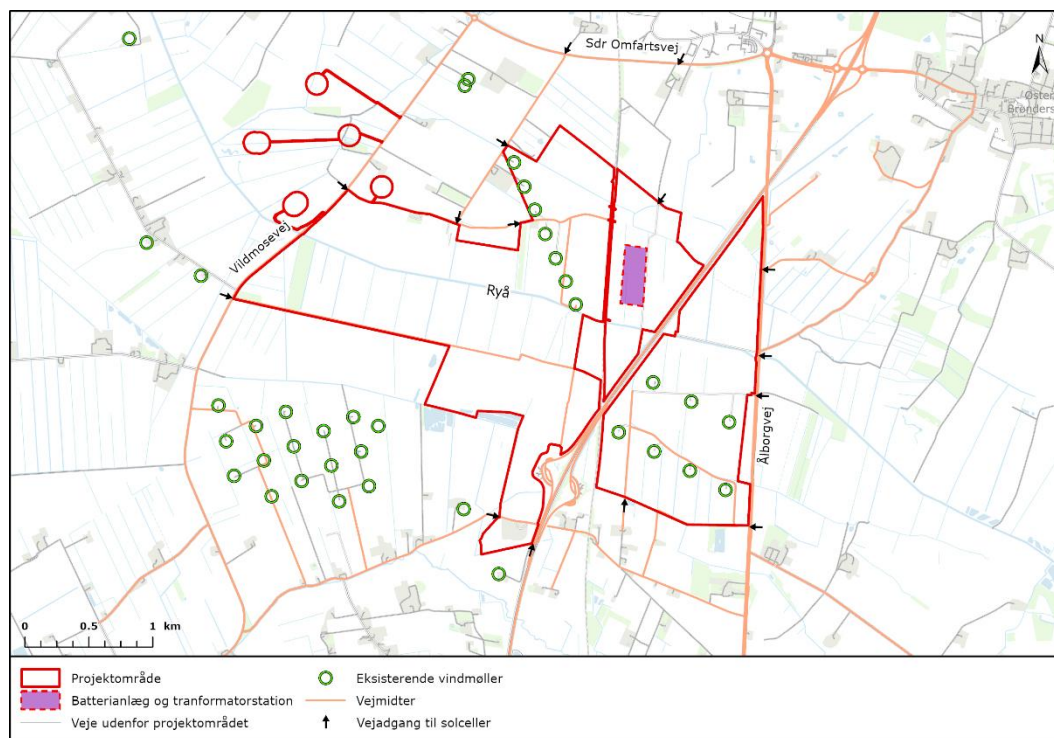 Sdr Omfartsvej
N
Øster
Brønders
Vildmosevej
Ryå
Ålborgvej
0 0.5 1 km
Projektområde
Batterianlæg og tranformatorstation
Veje udenfor projektområdet
Eksisterende vindmøller
Vejmidter
Vejadgang til solceller